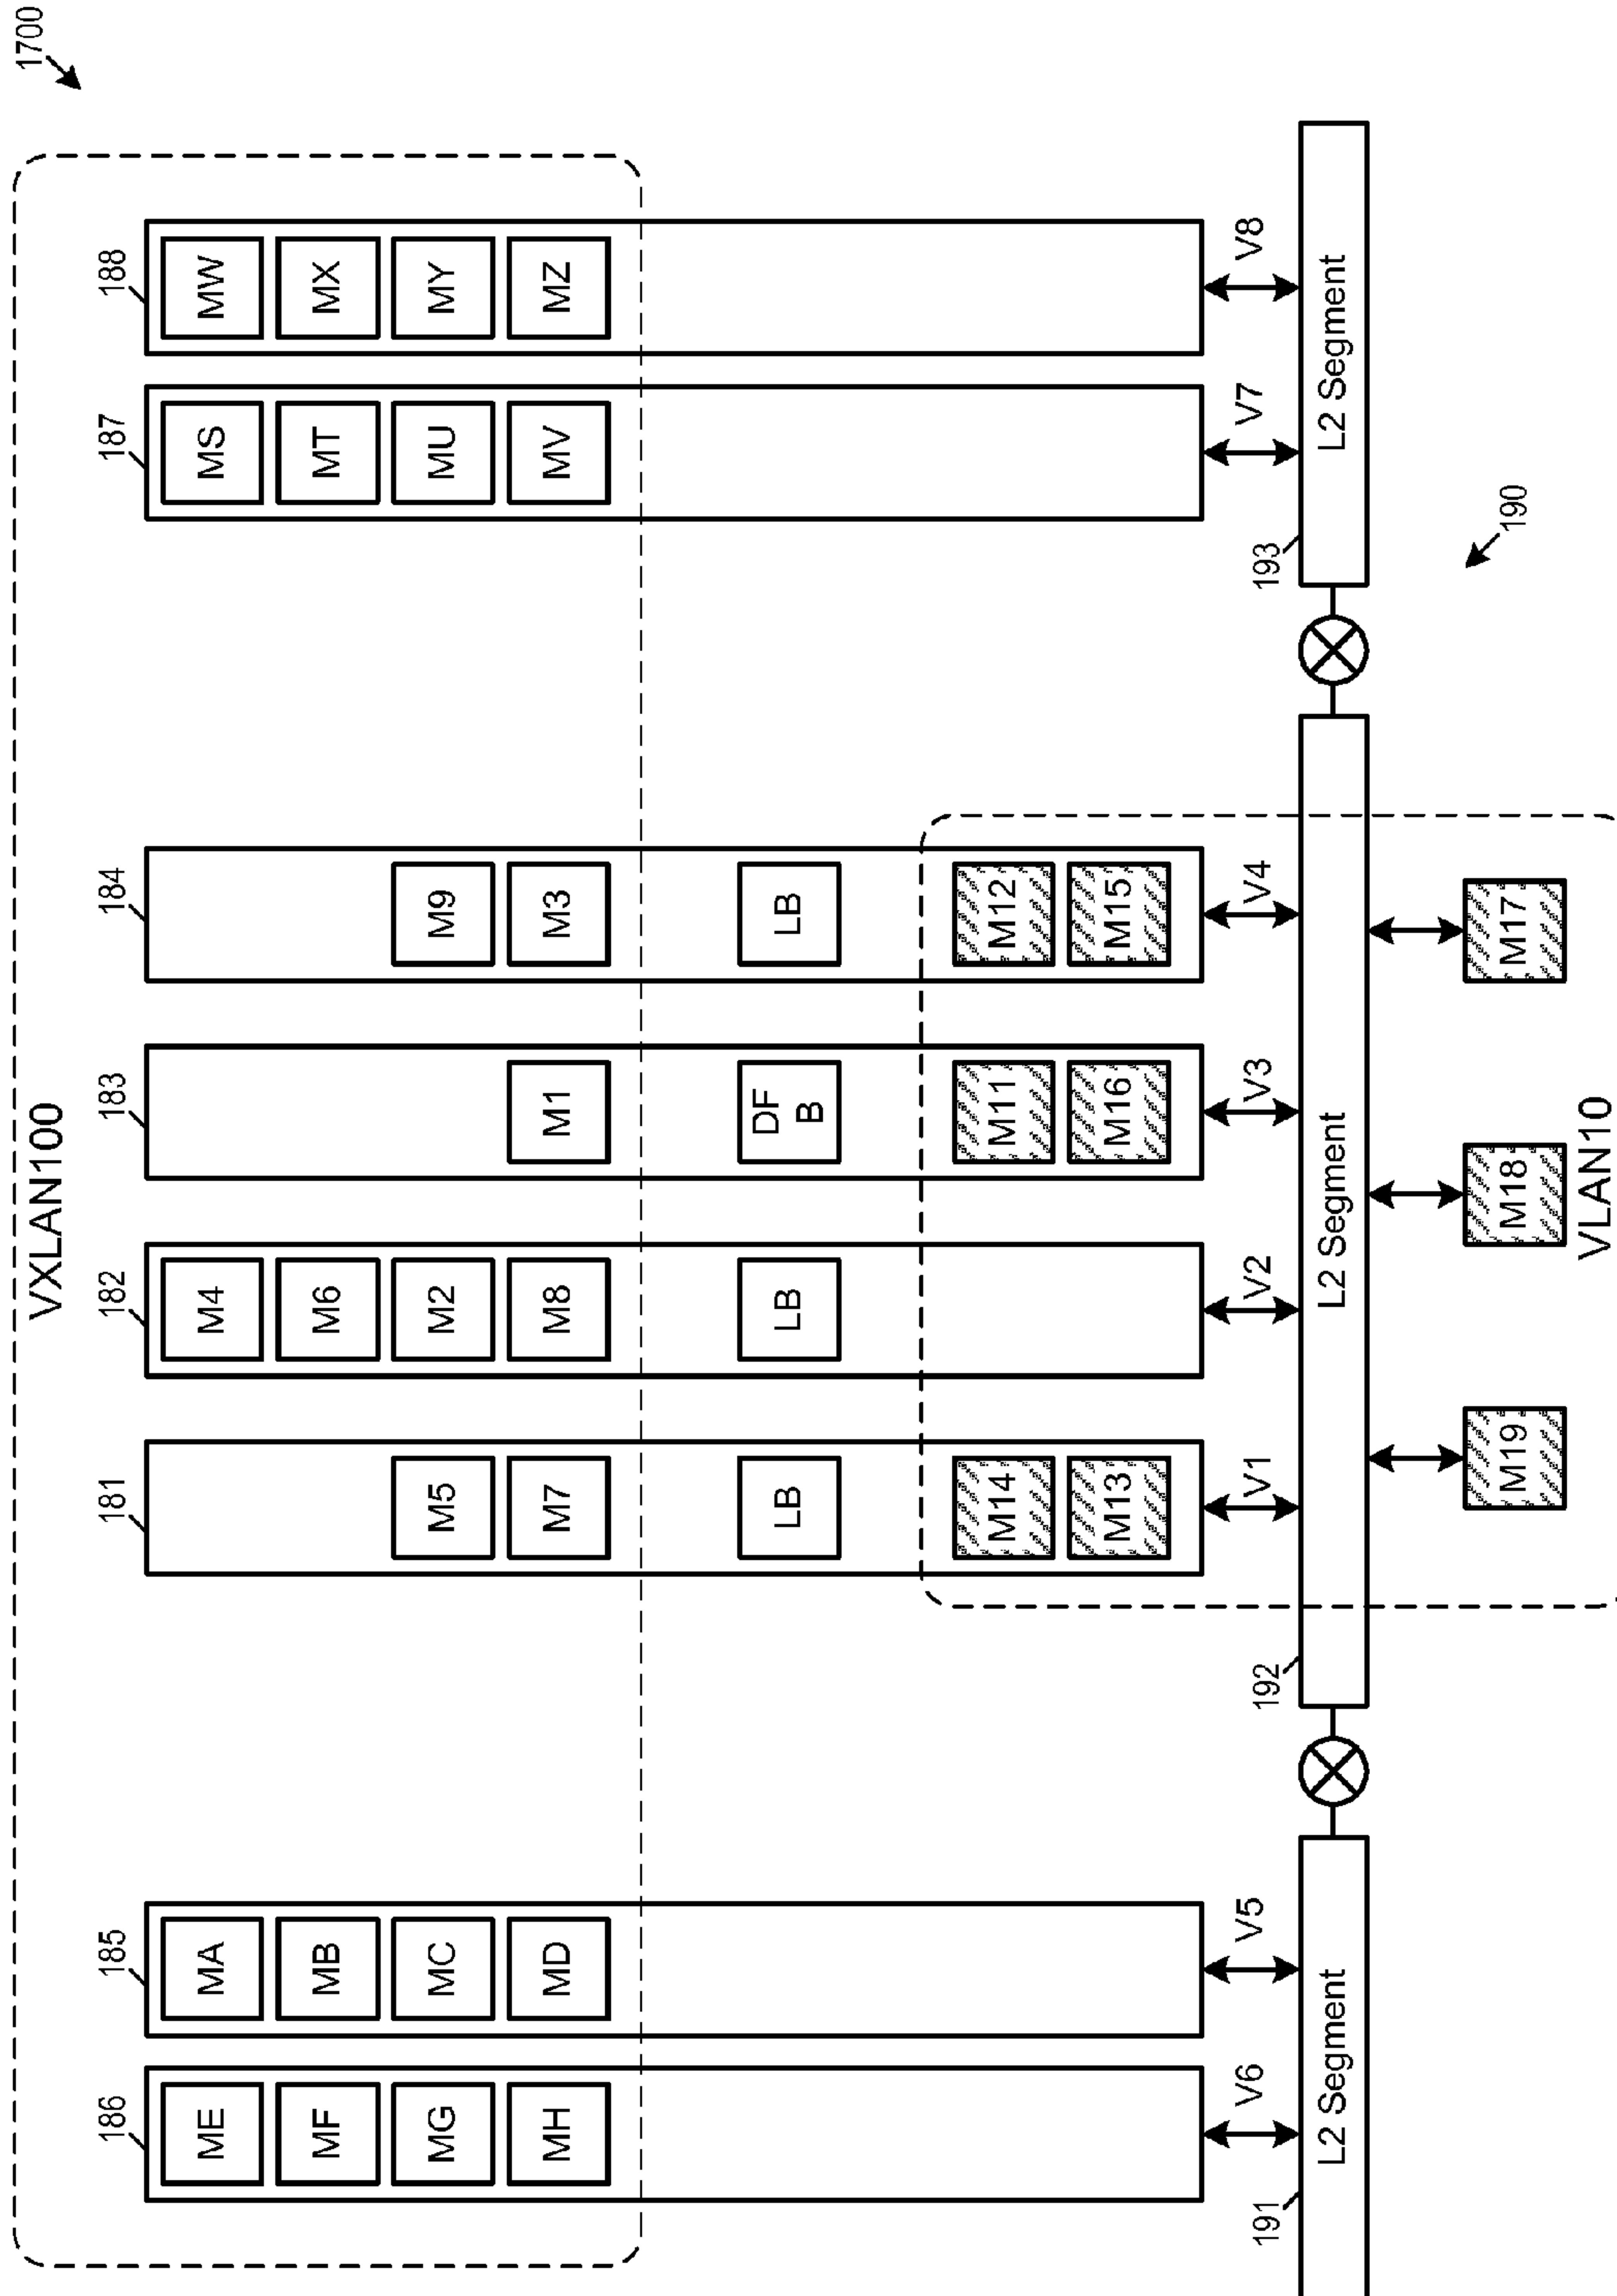 1700
VXLAN100
186
185
181
182
183
184
187
188
ME
MF
MG
MH
MA
MB
MC
MD
M5
M7
LB
M14
M13
M4
M6
M2
M8
LB
M1
DF
B
M11
M16
M9
M3
LB
M12
M15
MS
MT
MU
MV
MW
MX
MY
MZ
V6
V5
V1
V2
V3
V4
V7
V8
191
192
193
L2 Segment
L2 Segment
L2 Segment
190
M19
M18
M17
VLAN10